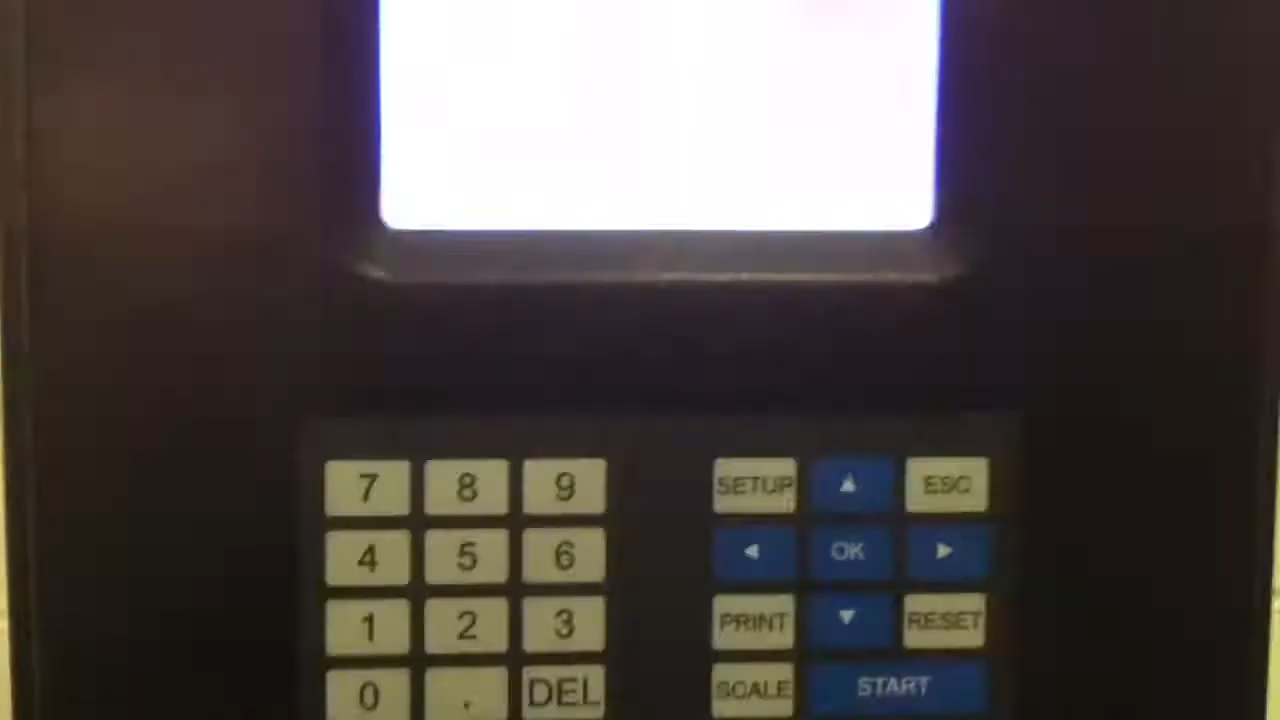 7 8 9 SETUP ▲ ESC
4 5 6 ◄ OK ►
1 2 3 PRINT ▼ RESET
0 . DEL SCALE START